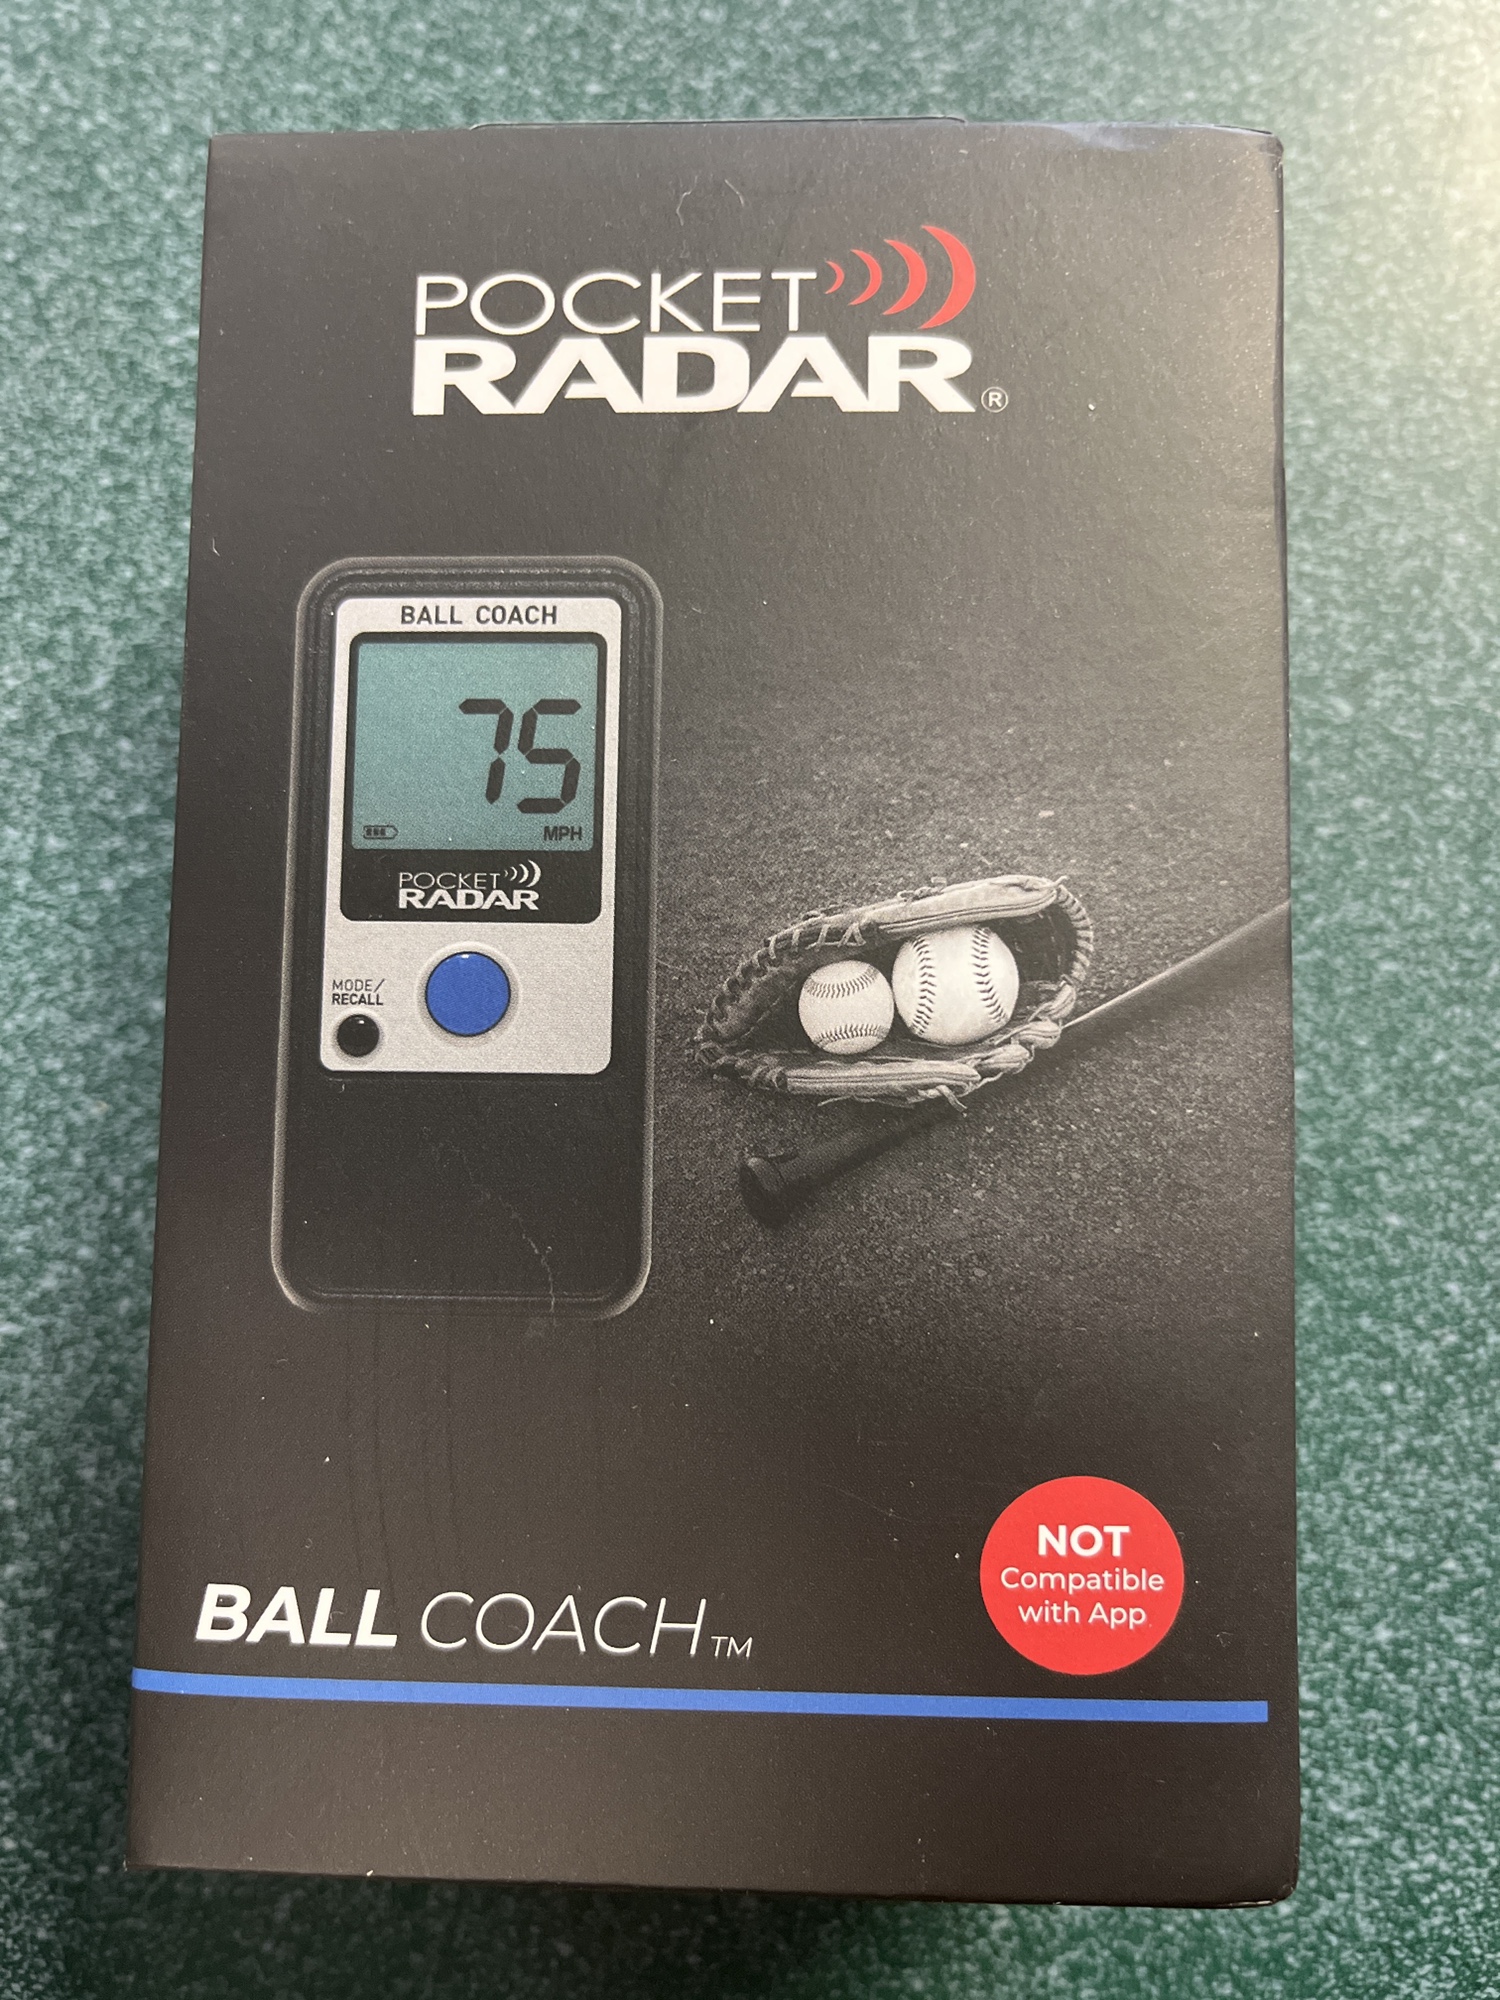 POCKET
RADAR®
BALL COACH
75
MPH
POCKET
RADAR
MODE/
RECALL
NOT
Compatible
with App
BALL COACH™